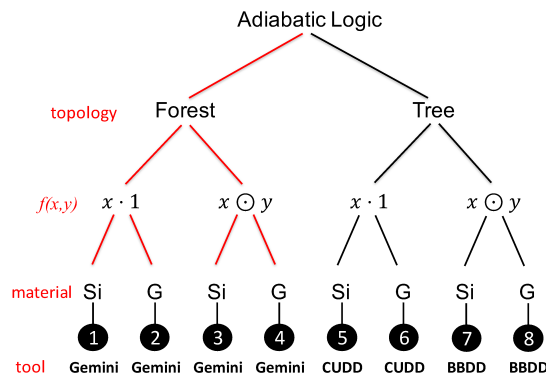 Adiabatic Logic
topology Forest Tree
f(x,y) x · 1 x ⊙ y x · 1 x ⊙ y
material Si G Si G Si G Si G
1 2 3 4 5 6 7 8
tool Gemini Gemini Gemini Gemini CUDD CUDD BBDD BBDD